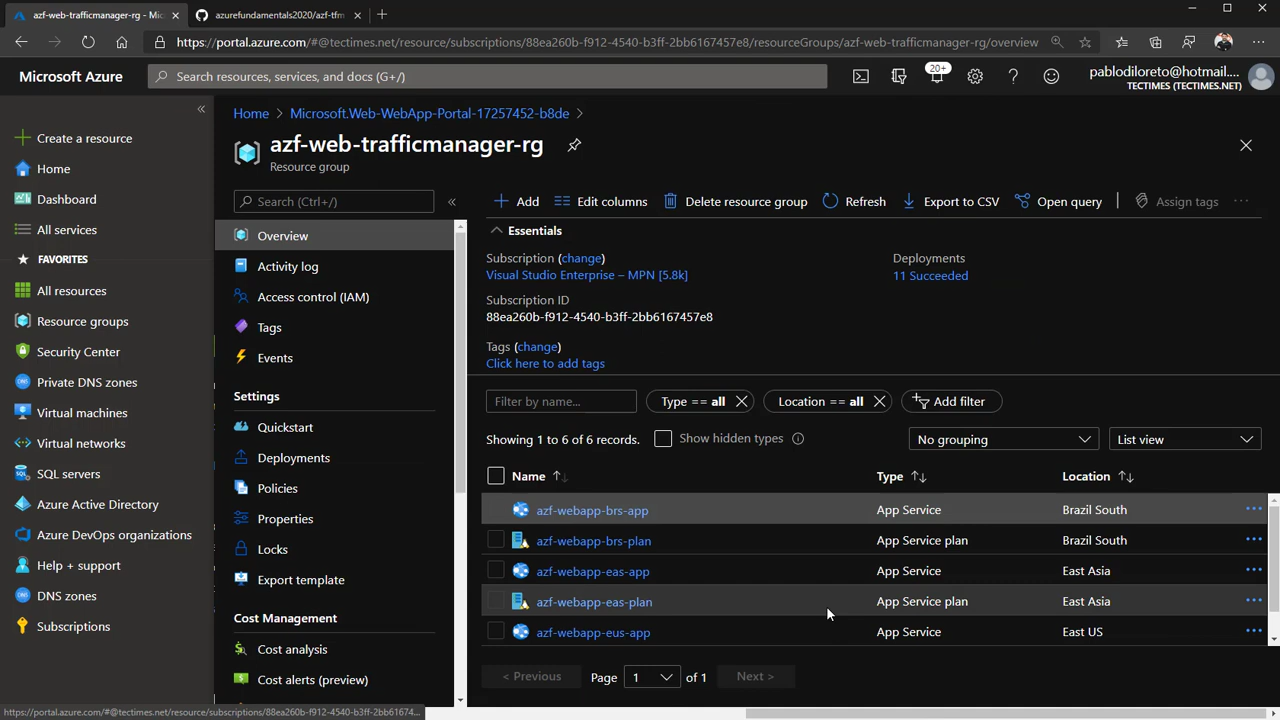 azf-web-trafficmanager-rg - Mic
azurefundamentals2020/azf-tfm
https://portal.azure.com/#@tectimes.net/resource/subscriptions/88ea260b-f912-4540-b3ff-2bb6167457e8/resourceGroups/azf-web-trafficmanager-rg/overview
Microsoft Azure
Search resources, services, and docs (G+/)
20+
pablodiloreto@hotmail....
TECTIMES (TECTIMES.NET)
Create a resource
Home
Dashboard
All services
FAVORITES
All resources
Resource groups
Security Center
Private DNS zones
Virtual machines
Virtual networks
SQL servers
Azure Active Directory
Azure DevOps organizations
Help + support
DNS zones
Subscriptions
Home > Microsoft.Web-WebApp-Portal-17257452-b8de >
azf-web-trafficmanager-rg
Resource group
Search (Ctrl+/)
Overview
Activity log
Access control (IAM)
Tags
Events
Settings
Quickstart
Deployments
Policies
Properties
Locks
Export template
Cost Management
Cost analysis
Cost alerts (preview)
Add Edit columns Delete resource group Refresh Export to CSV Open query Assign tags ...
Essentials
Subscription (change)
Visual Studio Enterprise – MPN [5.8k]
Deployments
11 Succeeded
Subscription ID
88ea260b-f912-4540-b3ff-2bb6167457e8
Tags (change)
Click here to add tags
Filter by name... Type == all Location == all Add filter
Showing 1 to 6 of 6 records. Show hidden types No grouping List view
Name Type Location
azf-webapp-brs-app App Service Brazil South
azf-webapp-brs-plan App Service plan Brazil South
azf-webapp-eas-app App Service East Asia
azf-webapp-eas-plan App Service plan East Asia
azf-webapp-eus-app App Service East US
< Previous Page 1 of 1 Next >
https://portal.azure.com/#@tectimes.net/resource/subscriptions/88ea260b-f912-4540-b3ff-2bb6167457e8/resourceGroups/azf-web-trafficmanager-rg...